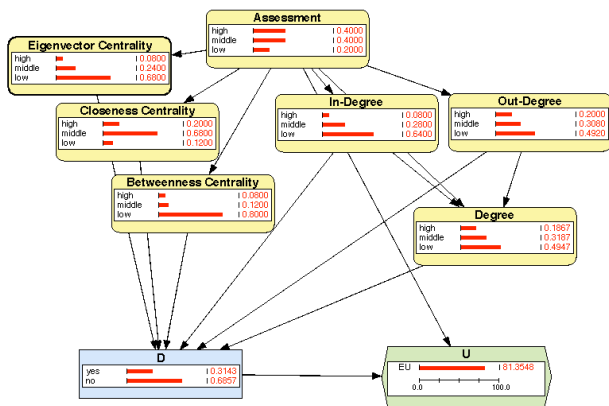 Assessment
high 0.4000
middle 0.4000
low 0.2000
Eigenvector Centrality
high 0.0800
middle 0.2400
low 0.6800
Closeness Centrality
high 0.2000
middle 0.6800
low 0.1200
In-Degree
high 0.0800
middle 0.2800
low 0.6400
Out-Degree
high 0.2000
middle 0.3080
low 0.4920
Betweenness Centrality
high 0.0800
middle 0.1200
low 0.8000
Degree
high 0.1867
middle 0.3187
low 0.4947
D
yes 0.3143
no 0.6857
U
EU 81.3548
0 100.0